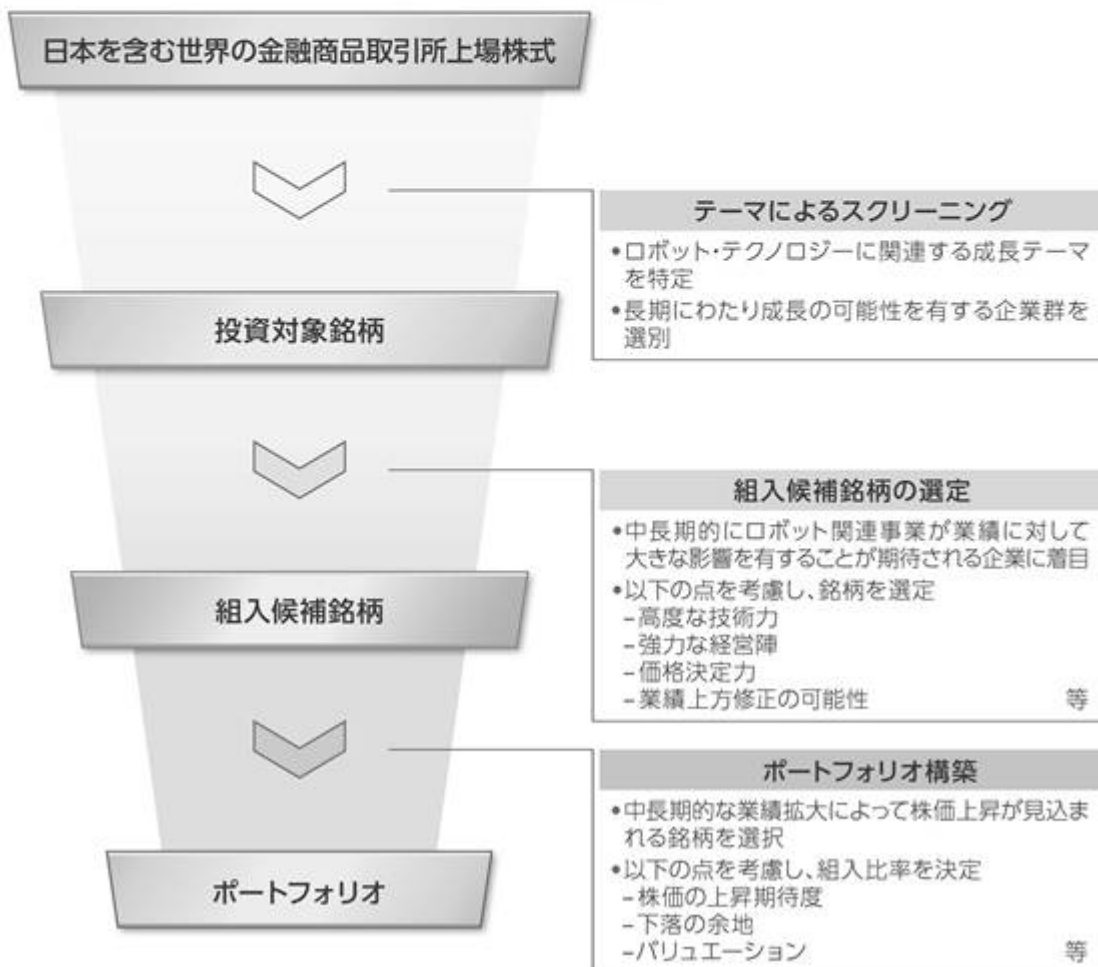 日本を含む世界の金融商品取引所上場株式
テーマによるスクリーニング
•ロボット・テクノロジーに関連する成長テーマ
を特定
•長期にわたり成長の可能性を有する企業群を
選別
投資対象銘柄
組入候補銘柄の選定
•中長期的にロボット関連事業が業績に対して
大きな影響を有することが期待される企業に着目
•以下の点を考慮し、銘柄を選定
–高度な技術力
–強力な経営陣
–価格決定力
–業績上方修正の可能性 等
組入候補銘柄
ポートフォリオ構築
•中長期的な業績拡大によって株価上昇が見込ま
れる銘柄を選択
•以下の点を考慮し、組入比率を決定
–株価の上昇期待度
–下落の余地
–バリュエーション 等
ポートフォリオ